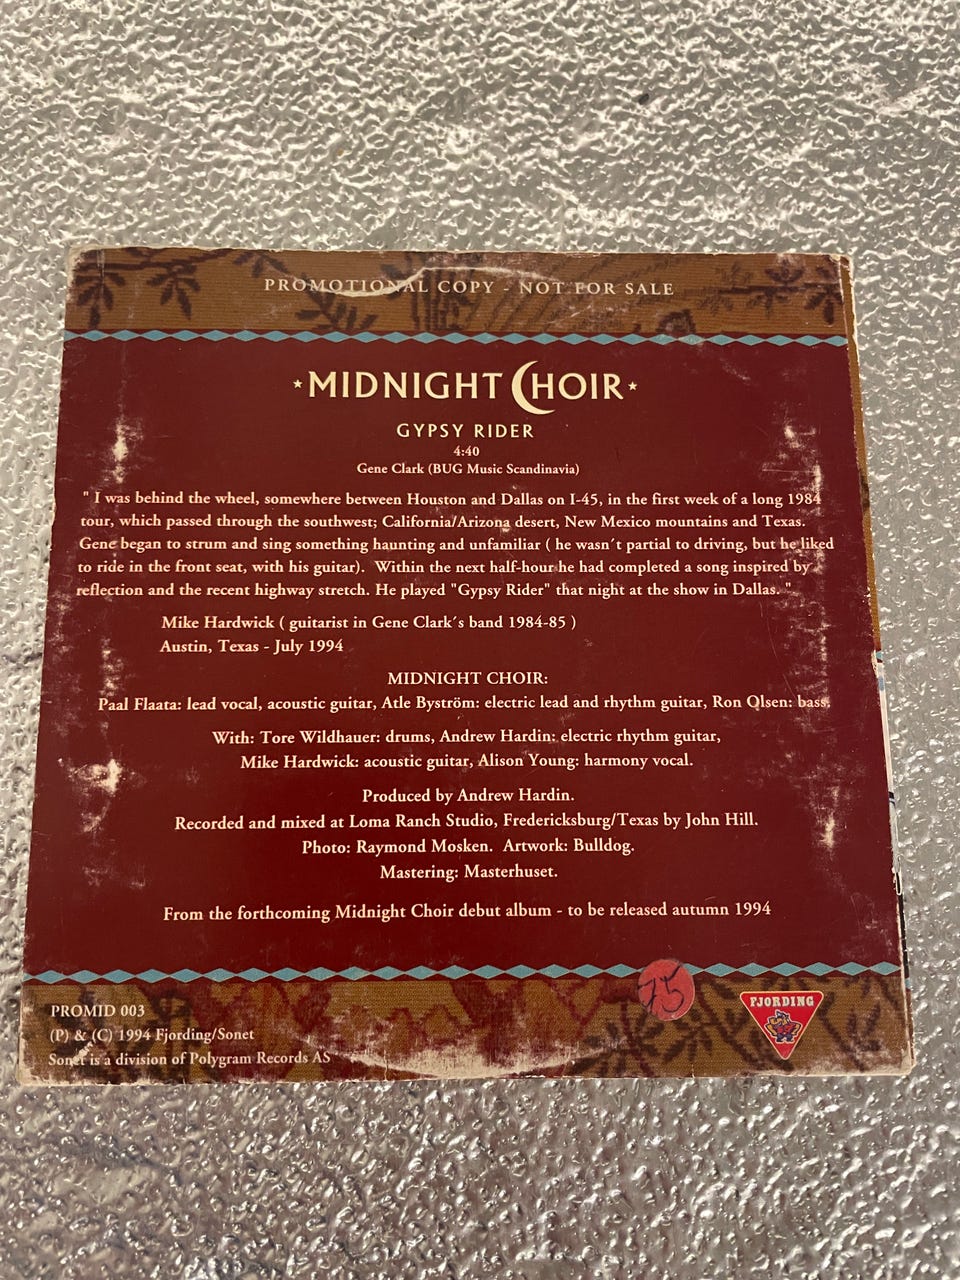 PROMOTIONAL COPY - NOT FOR SALE
★MIDNIGHT CHOIR★
GYPSY RIDER
4:40
Gene Clark (BUG Music Scandinavia)
" I was behind the wheel, somewhere between Houston and Dallas on I-45, in the first week of a long 1984
tour, which passed through the southwest; California/Arizona desert, New Mexico mountains and Texas.
Gene began to strum and sing something haunting and unfamiliar ( he wasn´t partial to driving, but he liked
to ride in the front seat, with his guitar). Within the next half-hour he had completed a song inspired by
reflection and the recent highway stretch. He played "Gypsy Rider" that night at the show in Dallas. "
Mike Hardwick ( guitarist in Gene Clark´s band 1984-85 )
Austin, Texas - July 1994
MIDNIGHT CHOIR:
Paal Flaata: lead vocal, acoustic guitar, Atle Byström: electric lead and rhythm guitar, Ron Olsen: bass.
With: Tore Wildhauer: drums, Andrew Hardin: electric rhythm guitar,
Mike Hardwick: acoustic guitar, Alison Young: harmony vocal.
Produced by Andrew Hardin.
Recorded and mixed at Loma Ranch Studio, Fredericksburg/Texas by John Hill.
Photo: Raymond Mosken. Artwork: Bulldog.
Mastering: Masterhuset.
From the forthcoming Midnight Choir debut album - to be released autumn 1994
75
FJORDING
PROMID 003
(P) & (C) 1994 Fjording/Sonet
Sonet is a division of Polygram Records AS